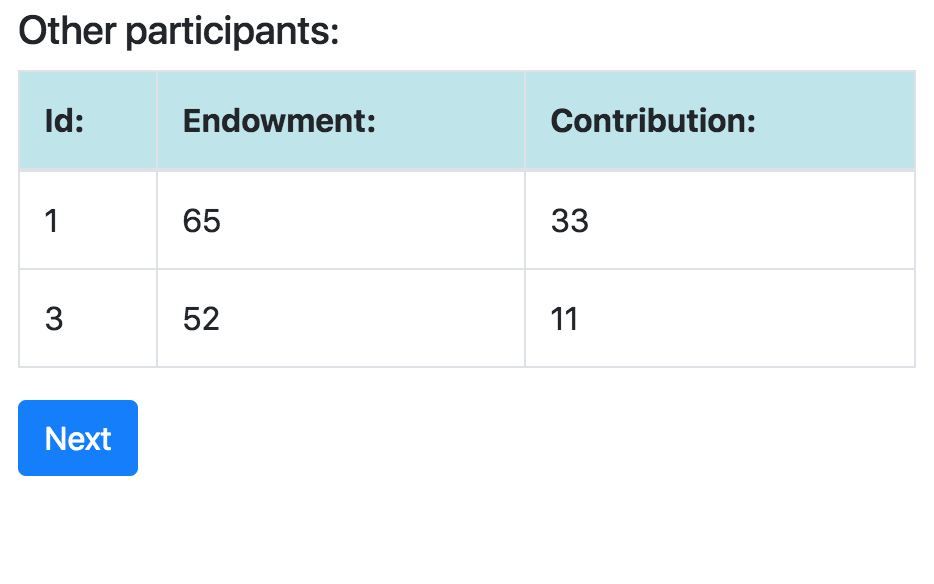 Other participants:
Id: Endowment: Contribution:
1 65 33
3 52 11
Next